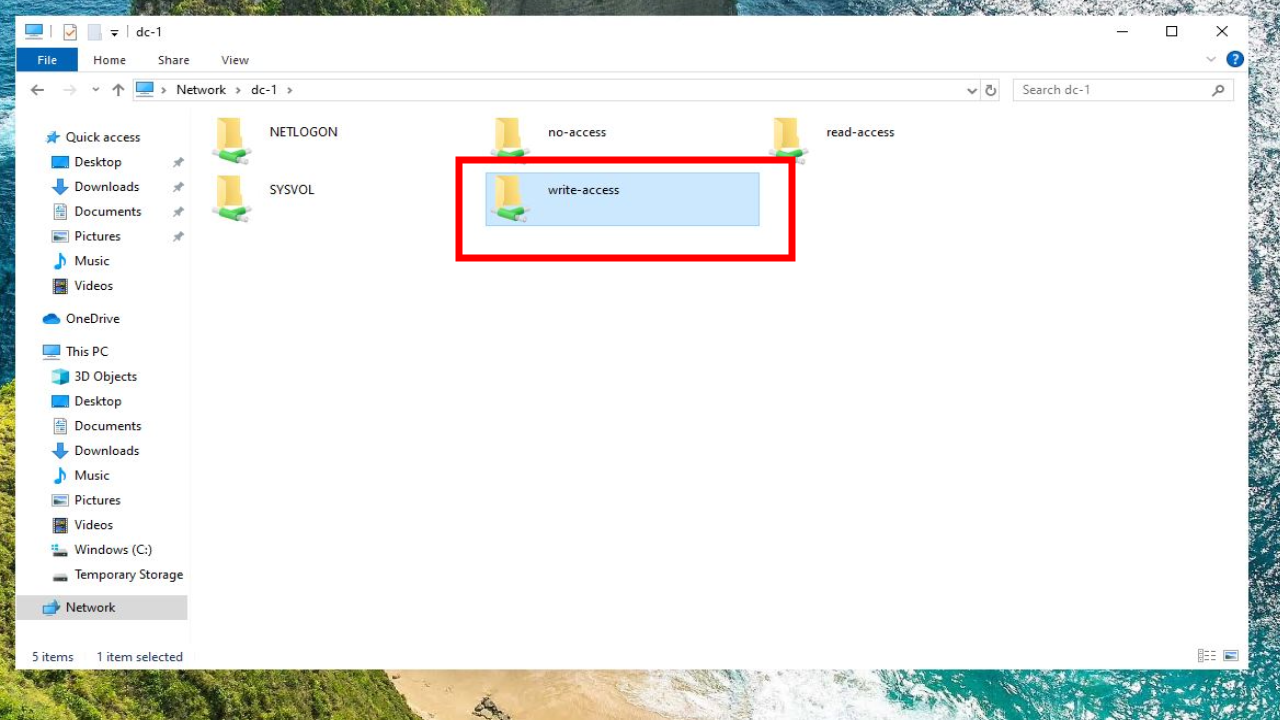 dc-1
File Home Share View
Network dc-1
Search dc-1
Quick access
Desktop
Downloads
Documents
Pictures
Music
Videos
OneDrive
This PC
3D Objects
Desktop
Documents
Downloads
Music
Pictures
Videos
Windows (C:)
Temporary Storage
Network
NETLOGON no-access read-access
SYSVOL write-access
5 items 1 item selected